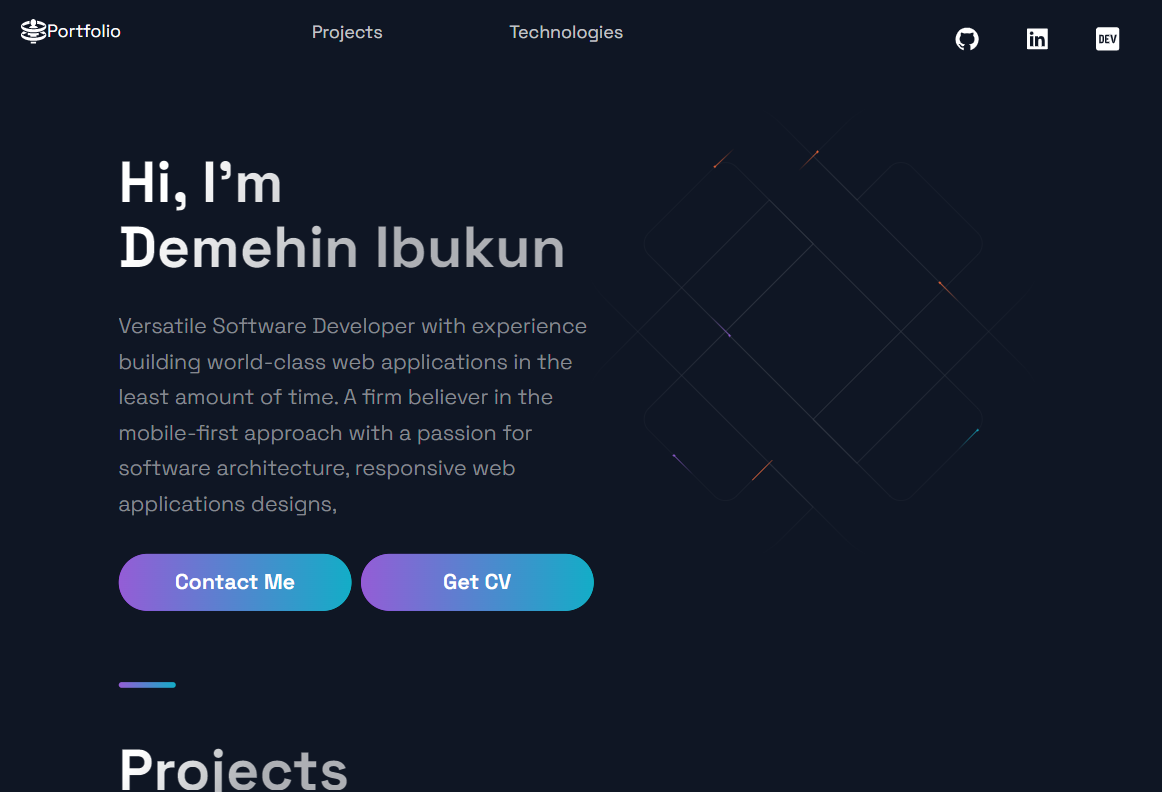 Portfolio
Projects
Technologies
DEV
Hi, I’m
Demehin Ibukun
Versatile Software Developer with experience
building world-class web applications in the
least amount of time. A firm believer in the
mobile-first approach with a passion for
software architecture, responsive web
applications designs,
Contact Me
Get CV
Projects